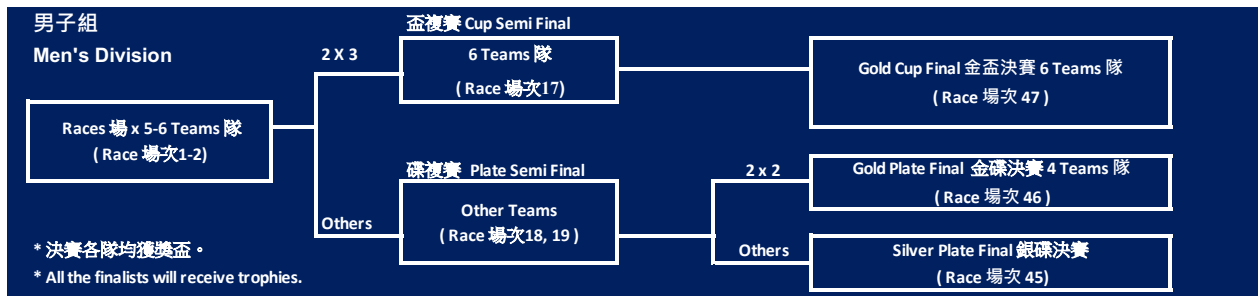 男子組
Men's Division
Races 場 x 5-6 Teams 隊
( Race 場次1-2)
2 X 3
Others
盃複賽 Cup Semi Final
6 Teams 隊
( Race 場次17)
碟複賽 Plate Semi Final
Other Teams
( Race 場次18, 19 )
2 x 2
Others
Gold Cup Final 金盃決賽 6 Teams 隊
( Race 場次 47 )
Gold Plate Final 金碟決賽 4 Teams 隊
( Race 場次 46 )
Silver Plate Final 銀碟決賽
( Race 場次 45)
* 決賽各隊均獲獎盃。
* All the finalists will receive trophies.